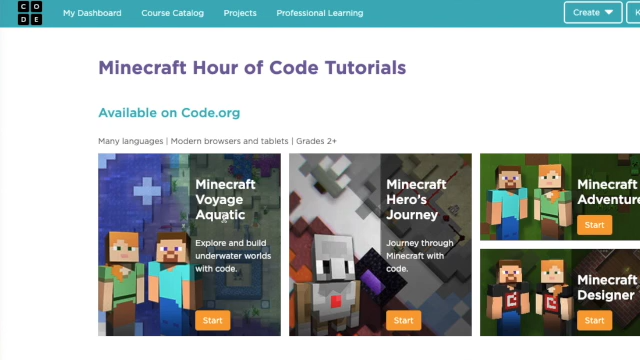 CO
DE
My Dashboard
Course Catalog
Projects
Professional Learning
Create
Minecraft Hour of Code Tutorials
Available on Code.org
Many languages | Modern browsers and tablets | Grades 2+
Minecraft
Voyage
Aquatic
Explore and build
underwater worlds
with code.
Start
Minecraft
Hero's
Journey
Journey through
Minecraft with
code.
Start
Minecraft
Adventure
Start
Minecraft
Designer
Start